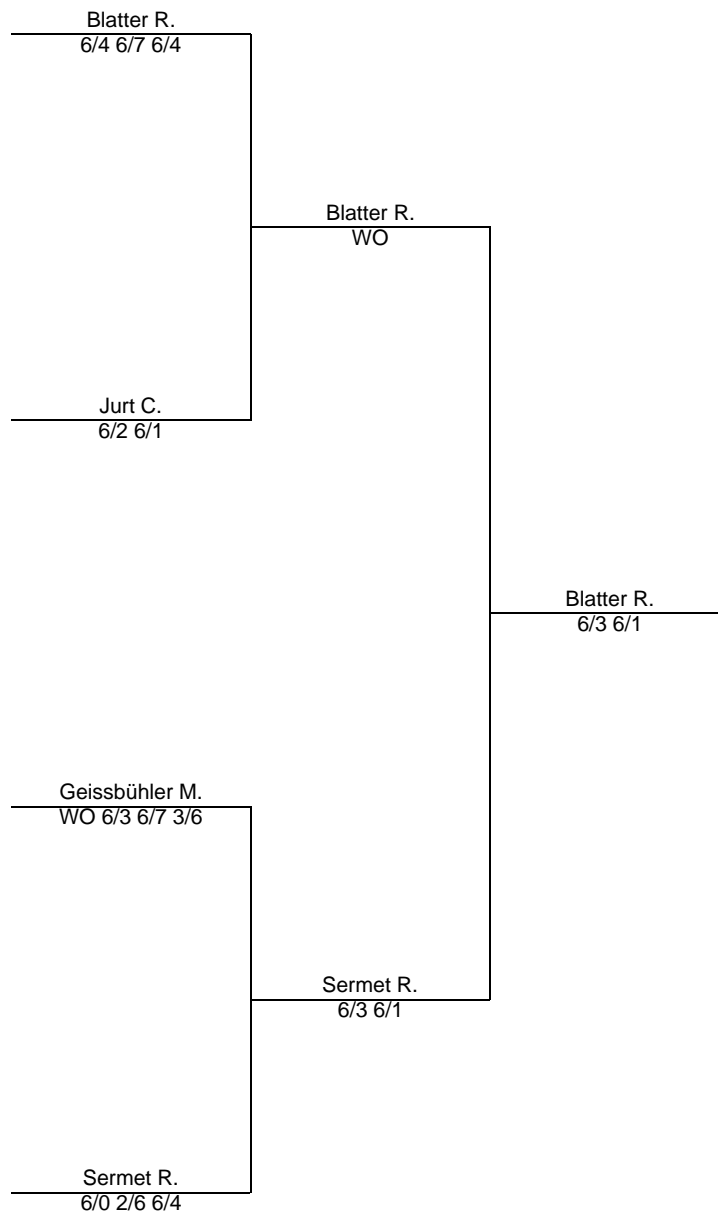 Blatter R.
6/4 6/7 6/4
Blatter R.
WO
Jurt C.
6/2 6/1
Blatter R.
6/3 6/1
Geissbühler M.
WO 6/3 6/7 3/6
Sermet R.
6/3 6/1
Sermet R.
6/0 2/6 6/4